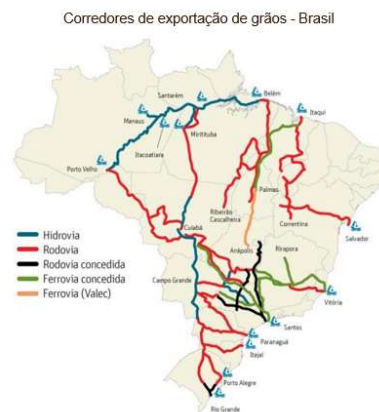 Corredores de exportação de grãos - Brasil
Santarém
Belém
Itaqui
Manaus
Itacoatiara
Miritituba
Porto Velho
Palmas
Ribeirão
Cascalheira
Correntina
Salvador
Cuiabá
Hidrovia
Rodovia
Rodovia concedida
Ferrovia concedida
Ferrovia (Valec)
Anápolis
Pirapora
Campo Grande
Vitória
Santos
Paranaguá
Itajaí
Porto Alegre
Rio Grande